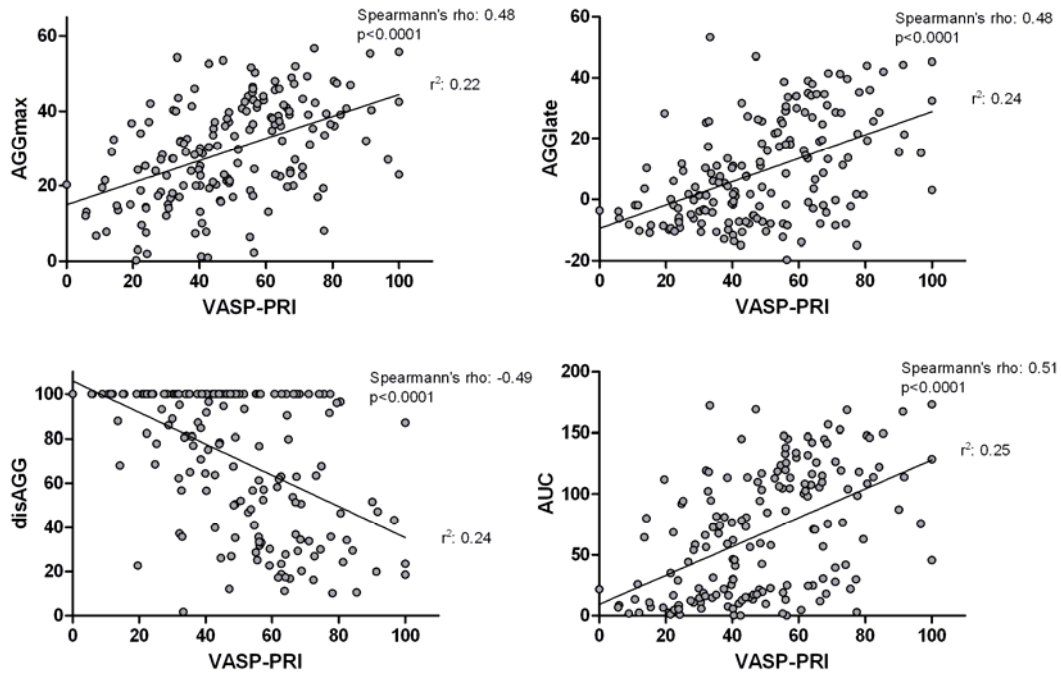 Spearmann's rho: 0.48
p<0.0001
r²: 0.22
AGGmax
60
40
20
0
0 20 40 60 80 100
VASP-PRI
Spearmann's rho: 0.48
p<0.0001
r²: 0.24
AGGlate
60
40
20
0
-20
0 20 40 60 80 100
VASP-PRI
Spearmann's rho: -0.49
p<0.0001
r²: 0.24
disAGG
100
80
60
40
20
0
0 20 40 60 80 100
VASP-PRI
Spearmann's rho: 0.51
p<0.0001
r²: 0.25
AUC
200
150
100
50
0
0 20 40 60 80 100
VASP-PRI